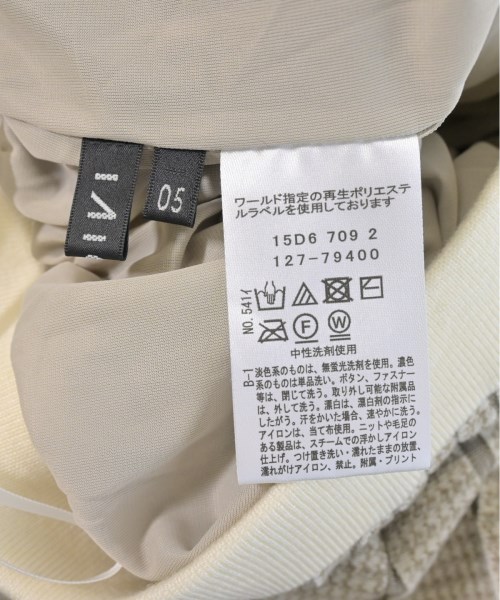 05
ワールド指定の再生ポリエステ
ルラベルを使用しております
15D6 709 2
127-79400
NO. 541イ
F
W
中性洗剤使用
B-1
淡色系のものは、無蛍光洗剤を使用。濃色
系のものは単品洗い。ボタン、ファスナー
等は、閉じて洗う。取り外し可能な附属品
は、外して洗う。漂白は、漂白剤の指示に
したがう。汗をかいた場合、速やかに洗う。
アイロンは、当て布使用。ニットや毛足の
ある製品は、スチームでの浮かしアイロン
仕上げ。つけ置き洗い・濡れたままの放置、
濡れがけアイロン、禁止。附属・プリント